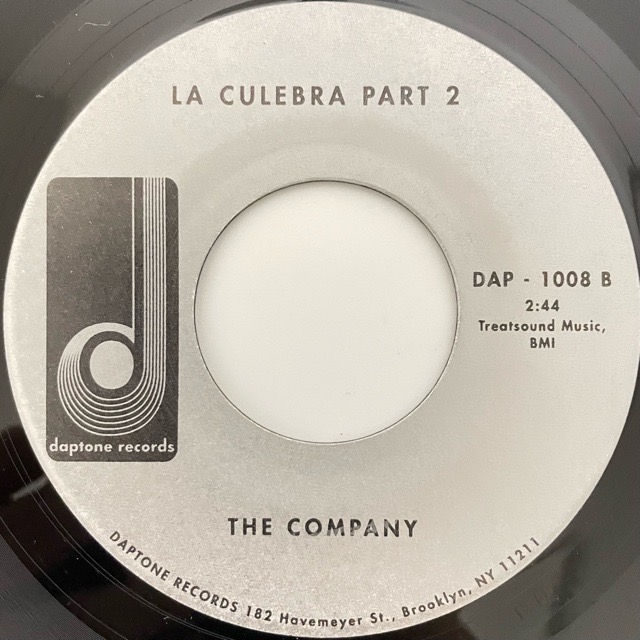 LA CULEBRA PART 2
daptone records
DAP - 1008 B
2:44
Treatsound Music,
BMI
THE COMPANY
DAPTONE RECORDS 182 Havemeyer St., Brooklyn, NY 11211